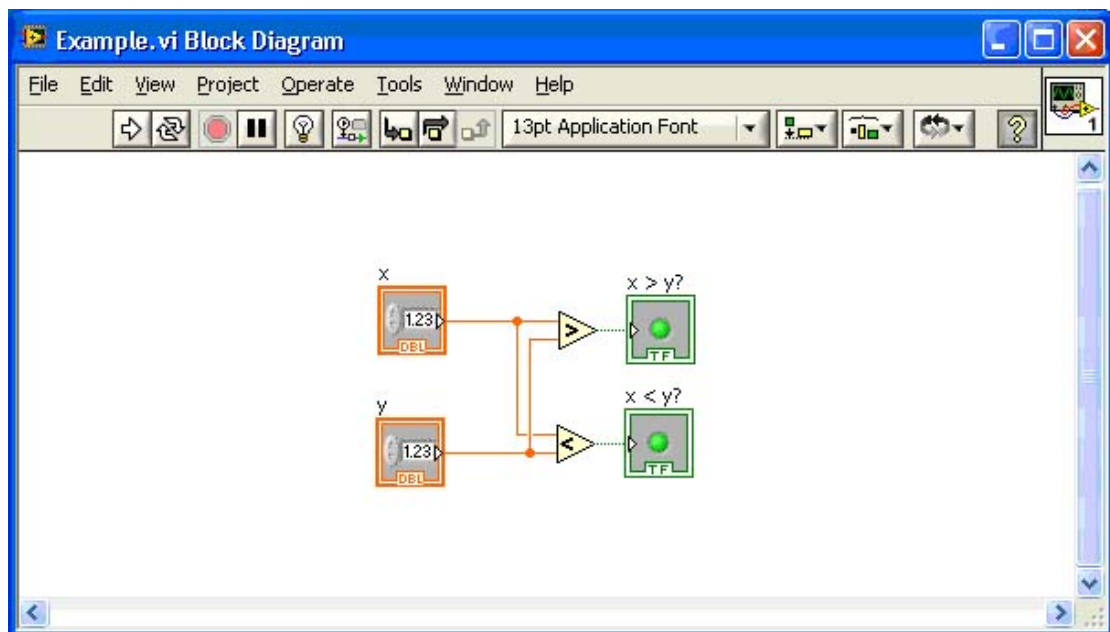 Example.vi Block Diagram
File Edit View Project Operate Tools Window Help
13pt Application Font
?
1
x
1.23
DBL
x > y?
>
TF
y
1.23
DBL
x < y?
<
TF